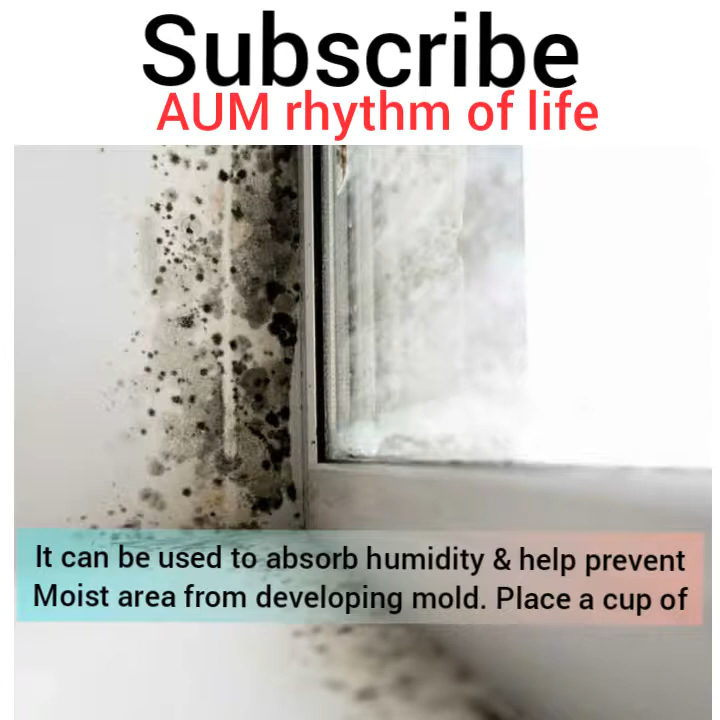 Subscribe
AUM rhythm of life
It can be used to absorb humidity & help prevent
Moist area from developing mold. Place a cup of